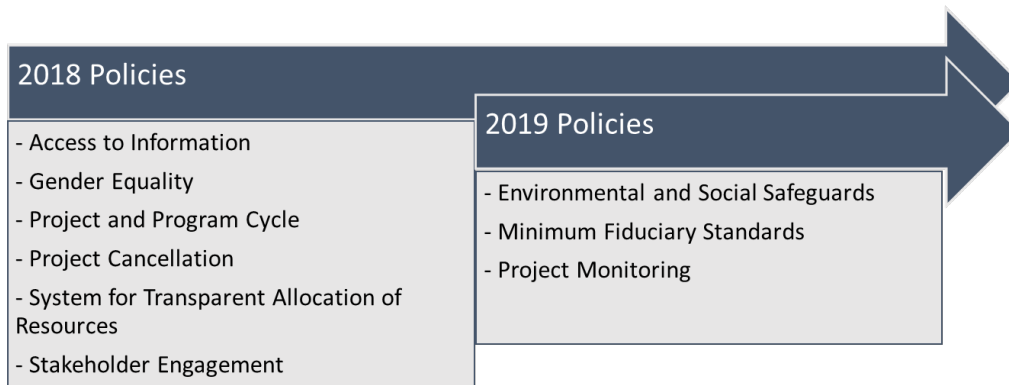 2018 Policies
- Access to Information
- Gender Equality
- Project and Program Cycle
- Project Cancellation
- System for Transparent Allocation of
Resources
- Stakeholder Engagement
2019 Policies
- Environmental and Social Safeguards
- Minimum Fiduciary Standards
- Project Monitoring